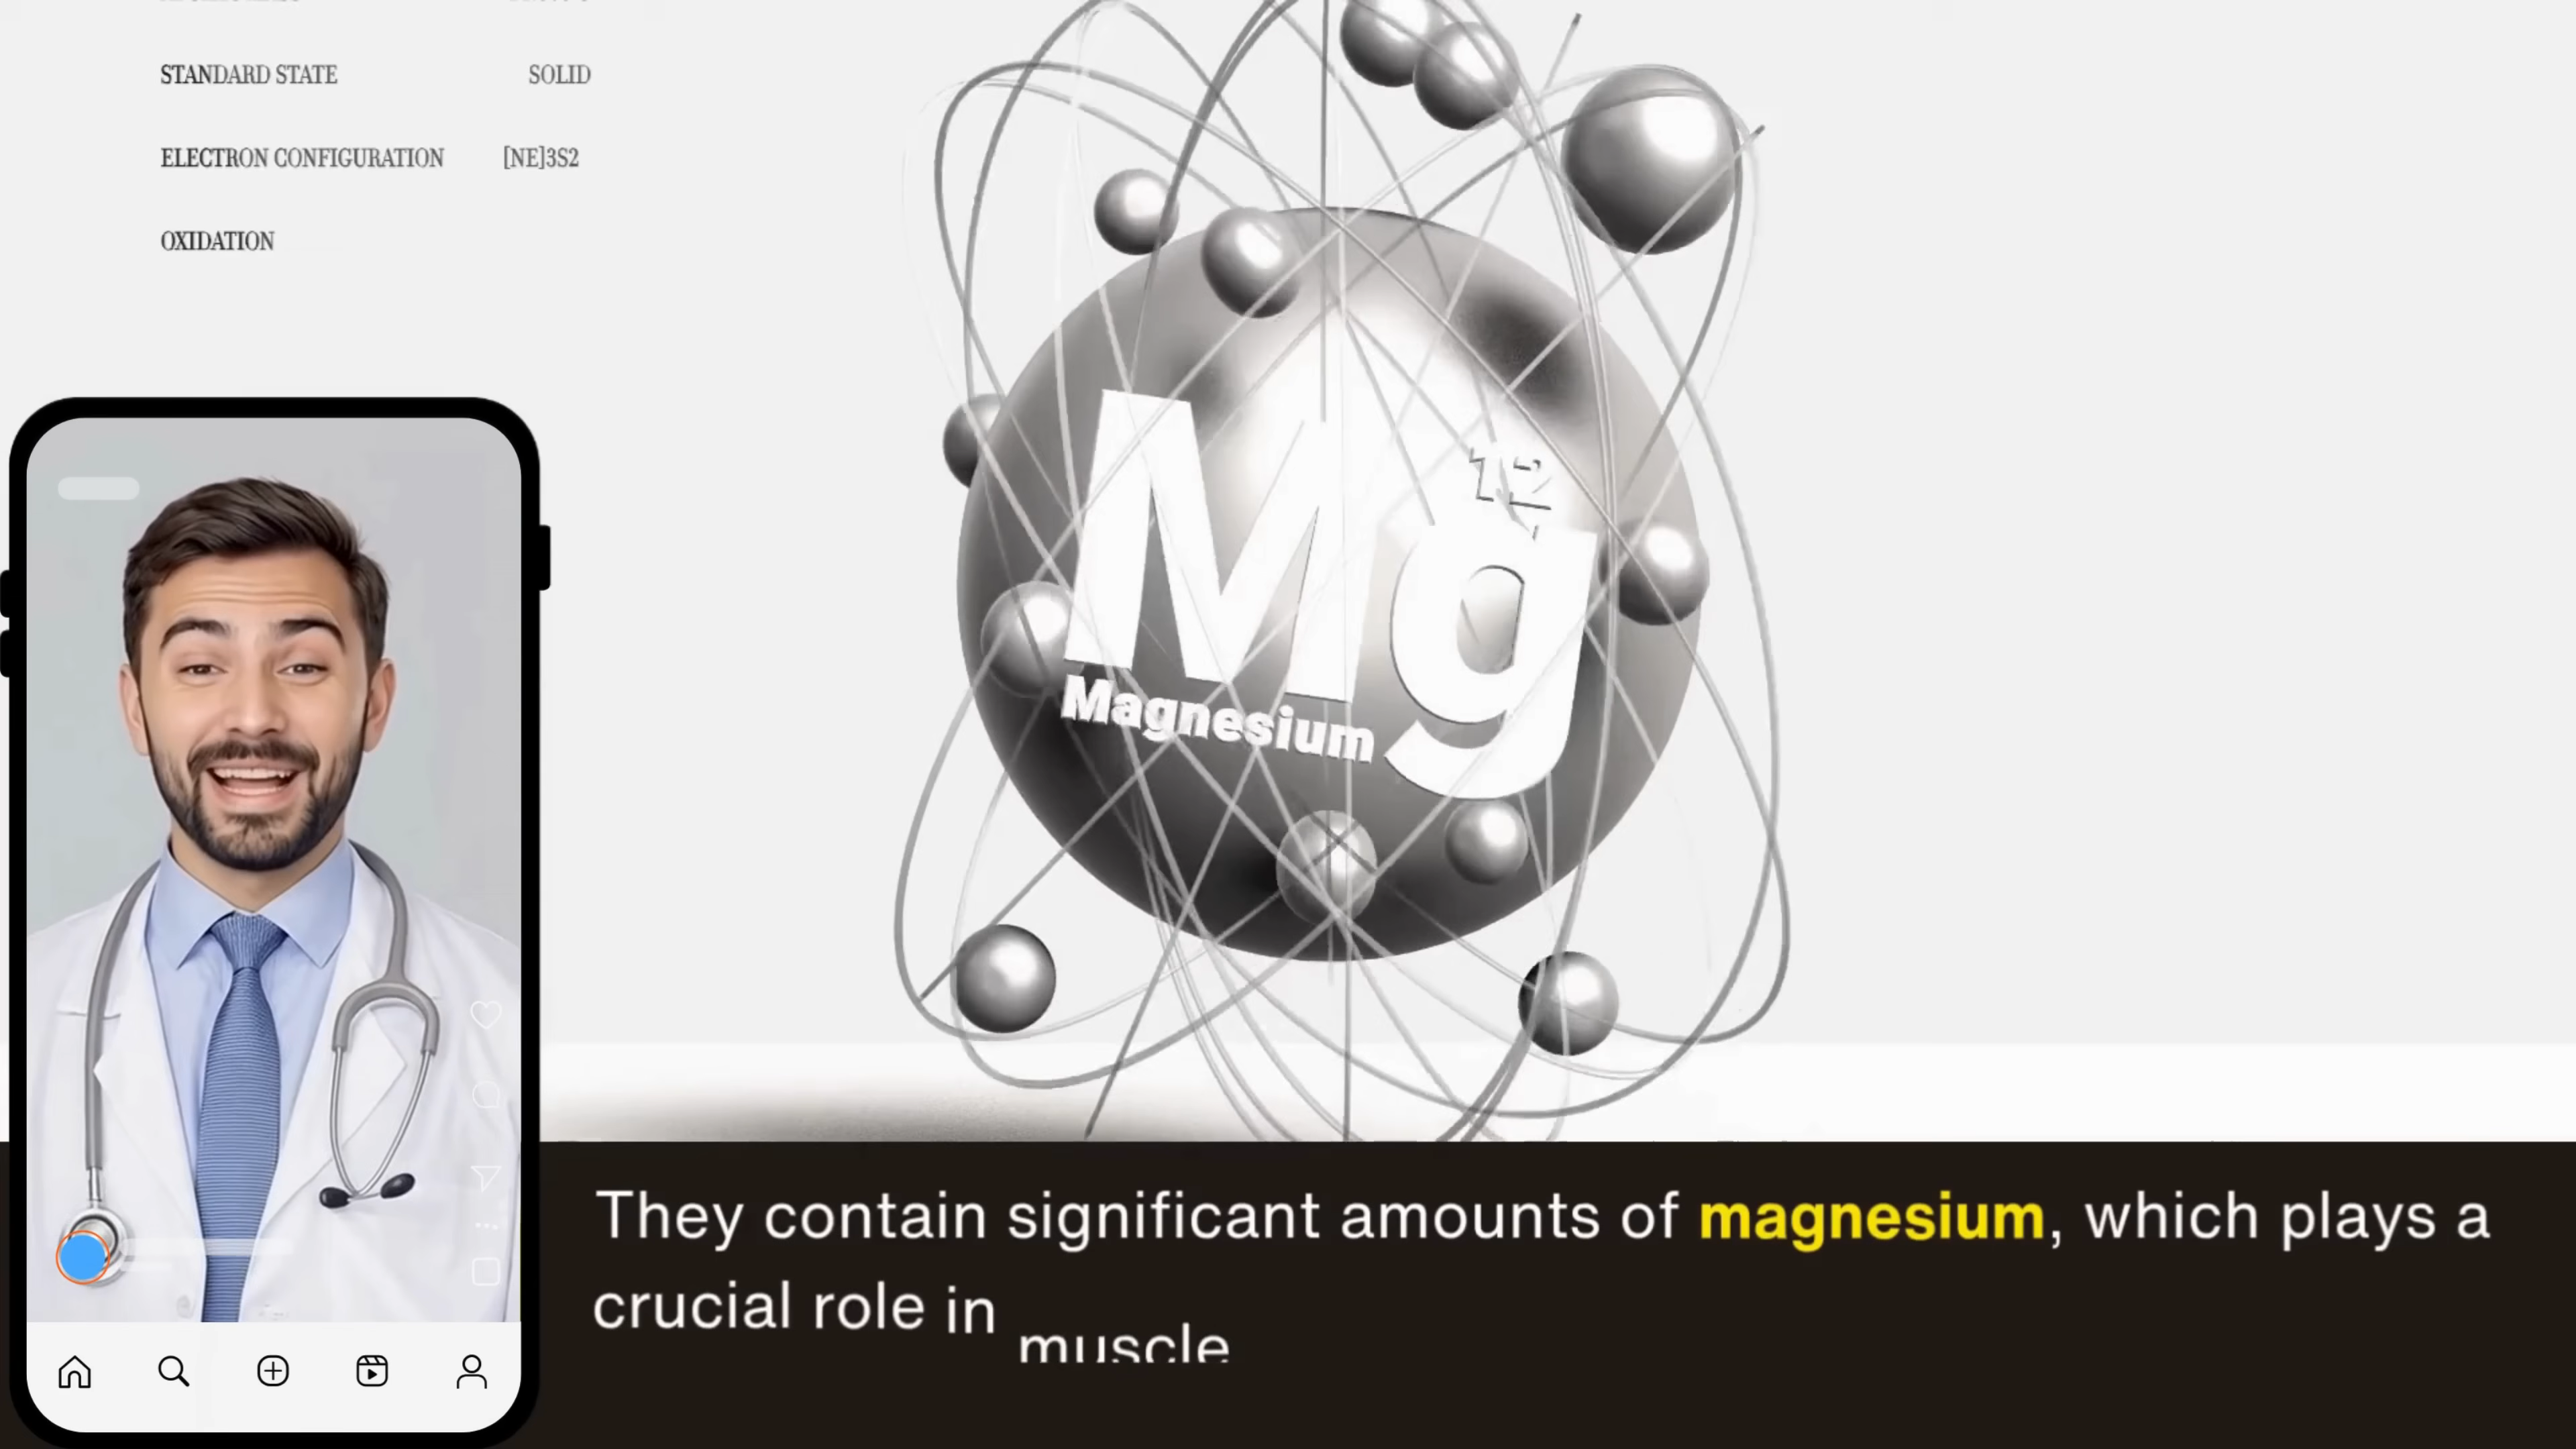 STANDARD STATE SOLID
ELECTRON CONFIGURATION [NE]3S2
OXIDATION
12
Mg
Magnesium
They contain significant amounts of magnesium, which plays a
crucial role in muscle